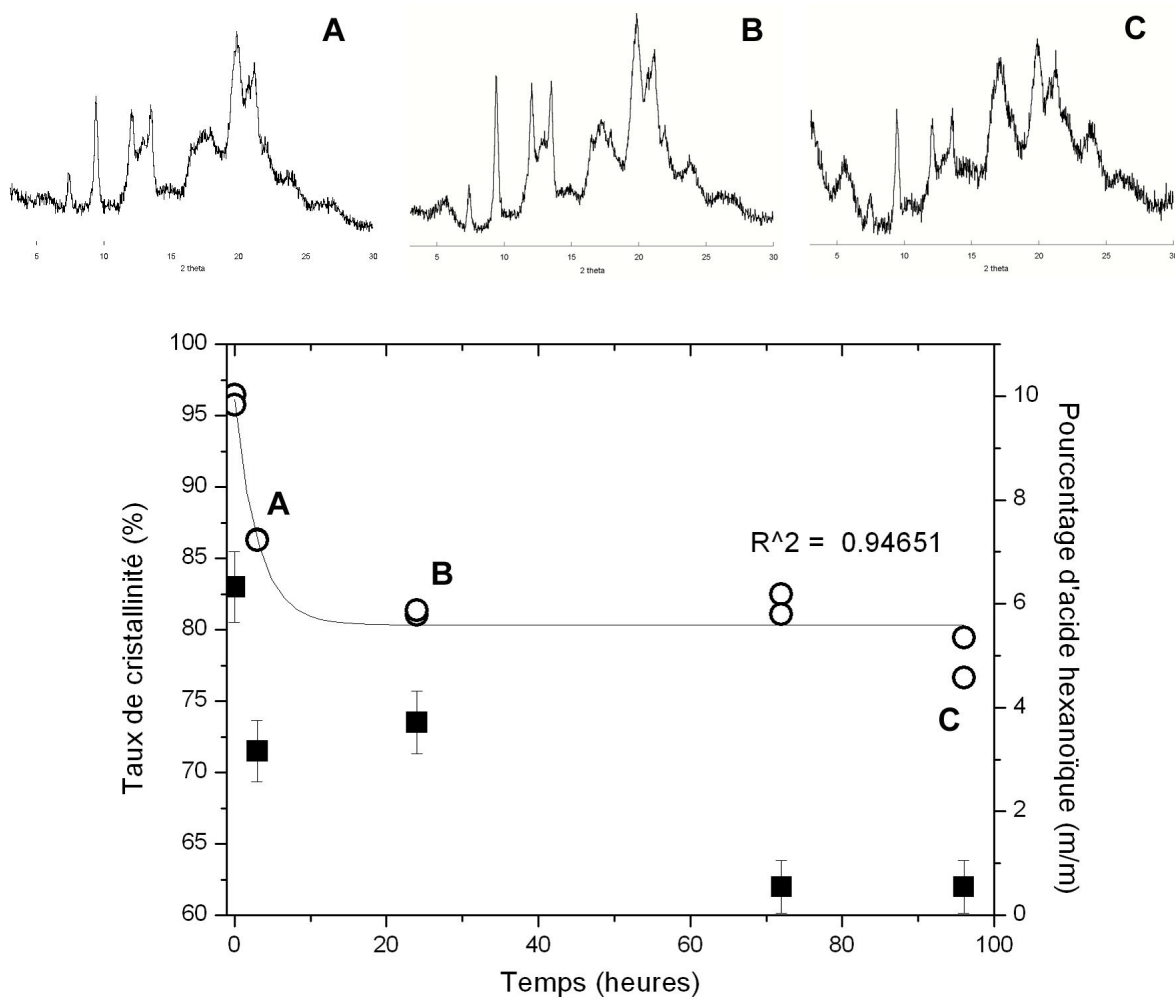 A
B
C
5 10 15 20 25 30
2 theta
5 10 15 20 25 30
2 theta
5 10 15 20 25 30
2 theta
100
95
90
85
80
75
70
65
60
Taux de cristallinité (%)
A
B
C
R^2 = 0.94651
10
8
6
4
2
0
Pourcentage d'acide hexanoïque (m/m)
0 20 40 60 80 100
Temps (heures)